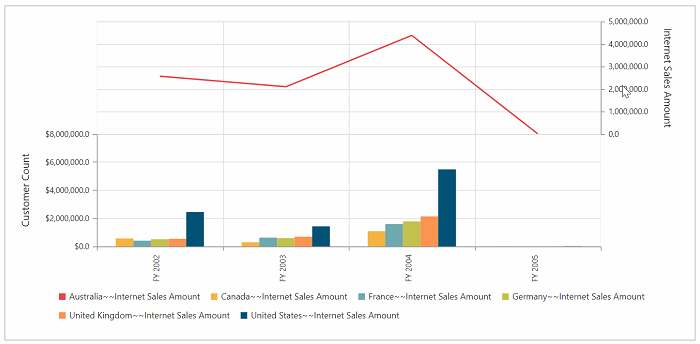 5,000,000.0
4,000,000.0
3,000,000.0
2,000,000.0
1,000,000.0
0.0
Internet Sales Amount
$8,000,000.0
$6,000,000.0
$4,000,000.0
$2,000,000.0
$0.0
Customer Count
FY 2002
FY 2003
FY 2004
FY 2005
Australia~~Internet Sales Amount
Canada~~Internet Sales Amount
France~~Internet Sales Amount
Germany~~Internet Sales Amount
United Kingdom~~Internet Sales Amount
United States~~Internet Sales Amount